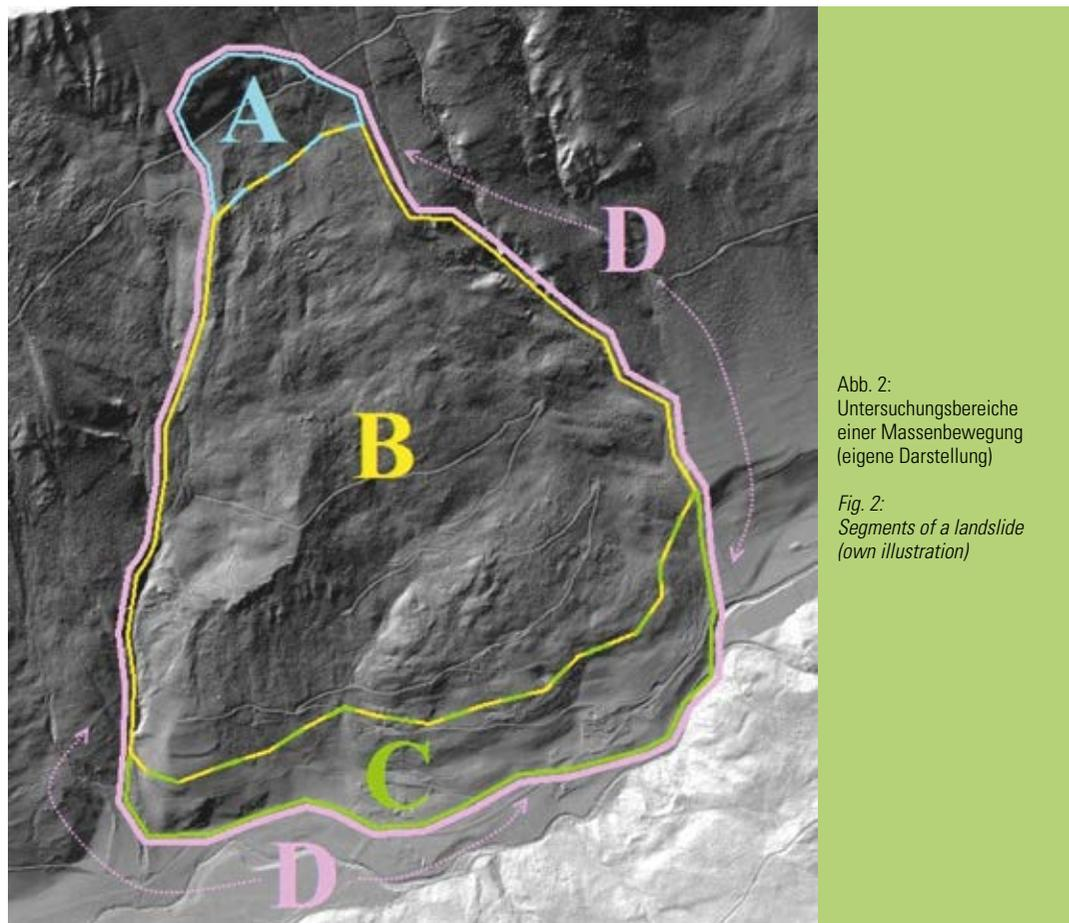 A
D
B
C
D
Abb. 2:
Untersuchungsbereiche
einer Massenbewegung
(eigene Darstellung)
Fig. 2:
Segments of a landslide
(own illustration)